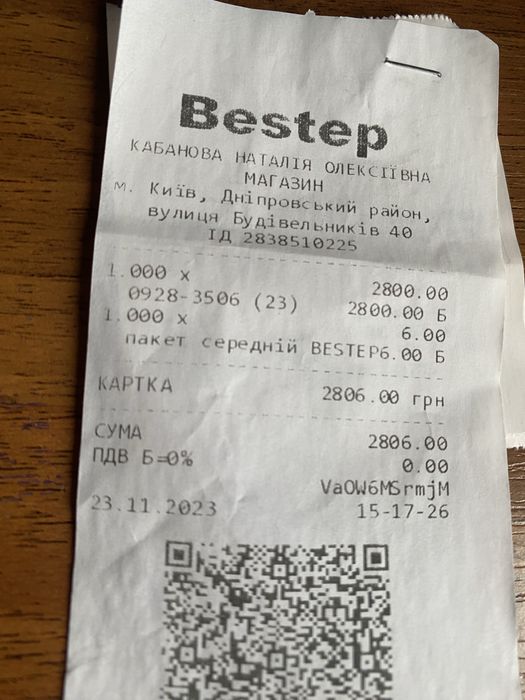 Bestep
КАБАНОВА НАТАЛІЯ ОЛЕКСІЇВНА
МАГАЗИН
м. Київ, Дніпровський район,
вулиця Будівельників 40
ІД 2838510225
1.000 x 2800.00
0928-3506 (23) 2800.00 Б
1.000 x 6.00
пакет середній BESTEP6.00 Б
КАРТКА 2806.00 грн
СУМА 2806.00
ПДВ Б=0% 0.00
VaOW6MSrmjM
23.11.2023 15-17-26